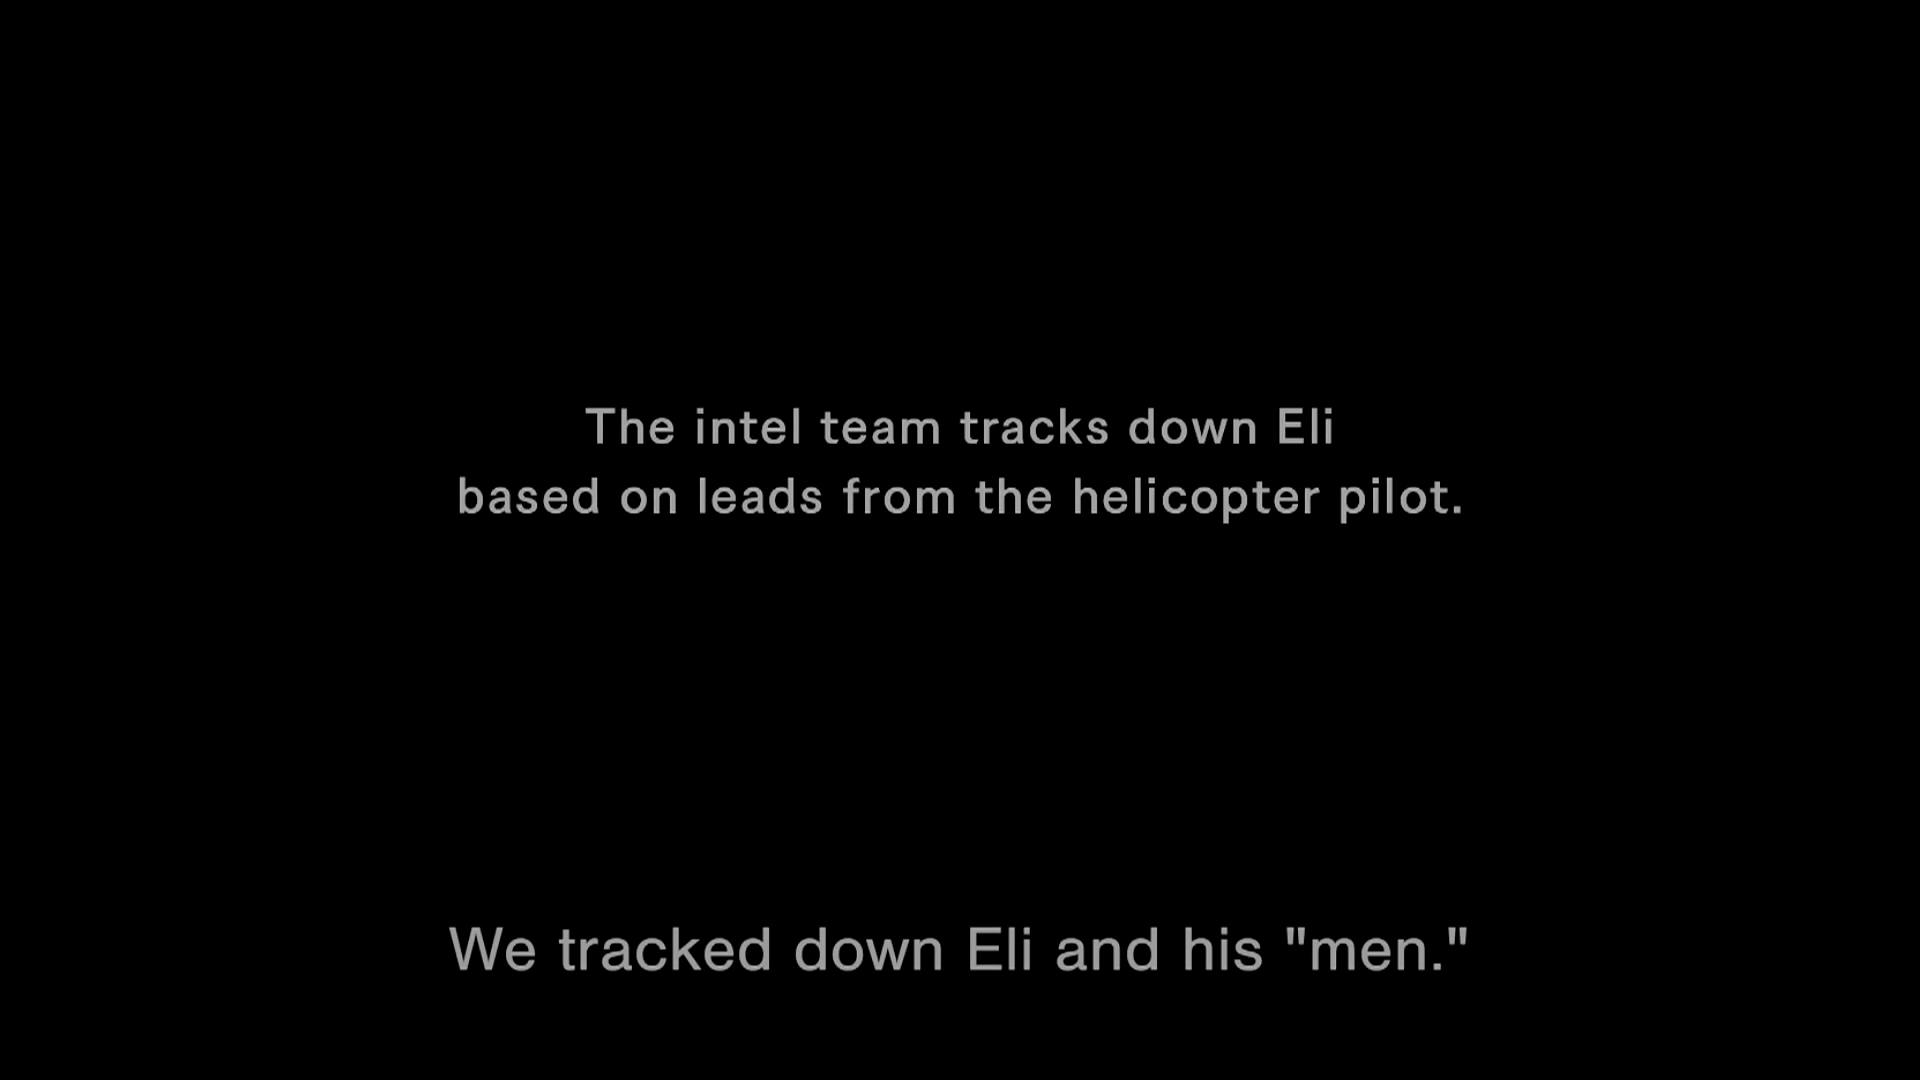 The intel team tracks down Eli
based on leads from the helicopter pilot.
We tracked down Eli and his "men."